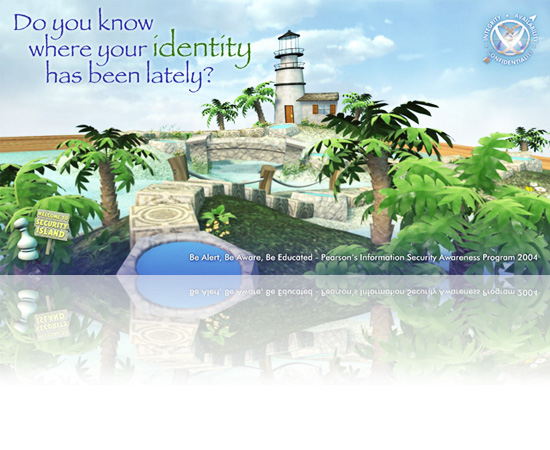 Do you know
where your identity
has been lately?
INTEGRITY • AVAILABILITY
CONFIDENTIALITY
WELCOME TO
SECURITY
ISLAND
Be Alert, Be Aware, Be Educated - Pearson's Information Security Awareness Program 2004